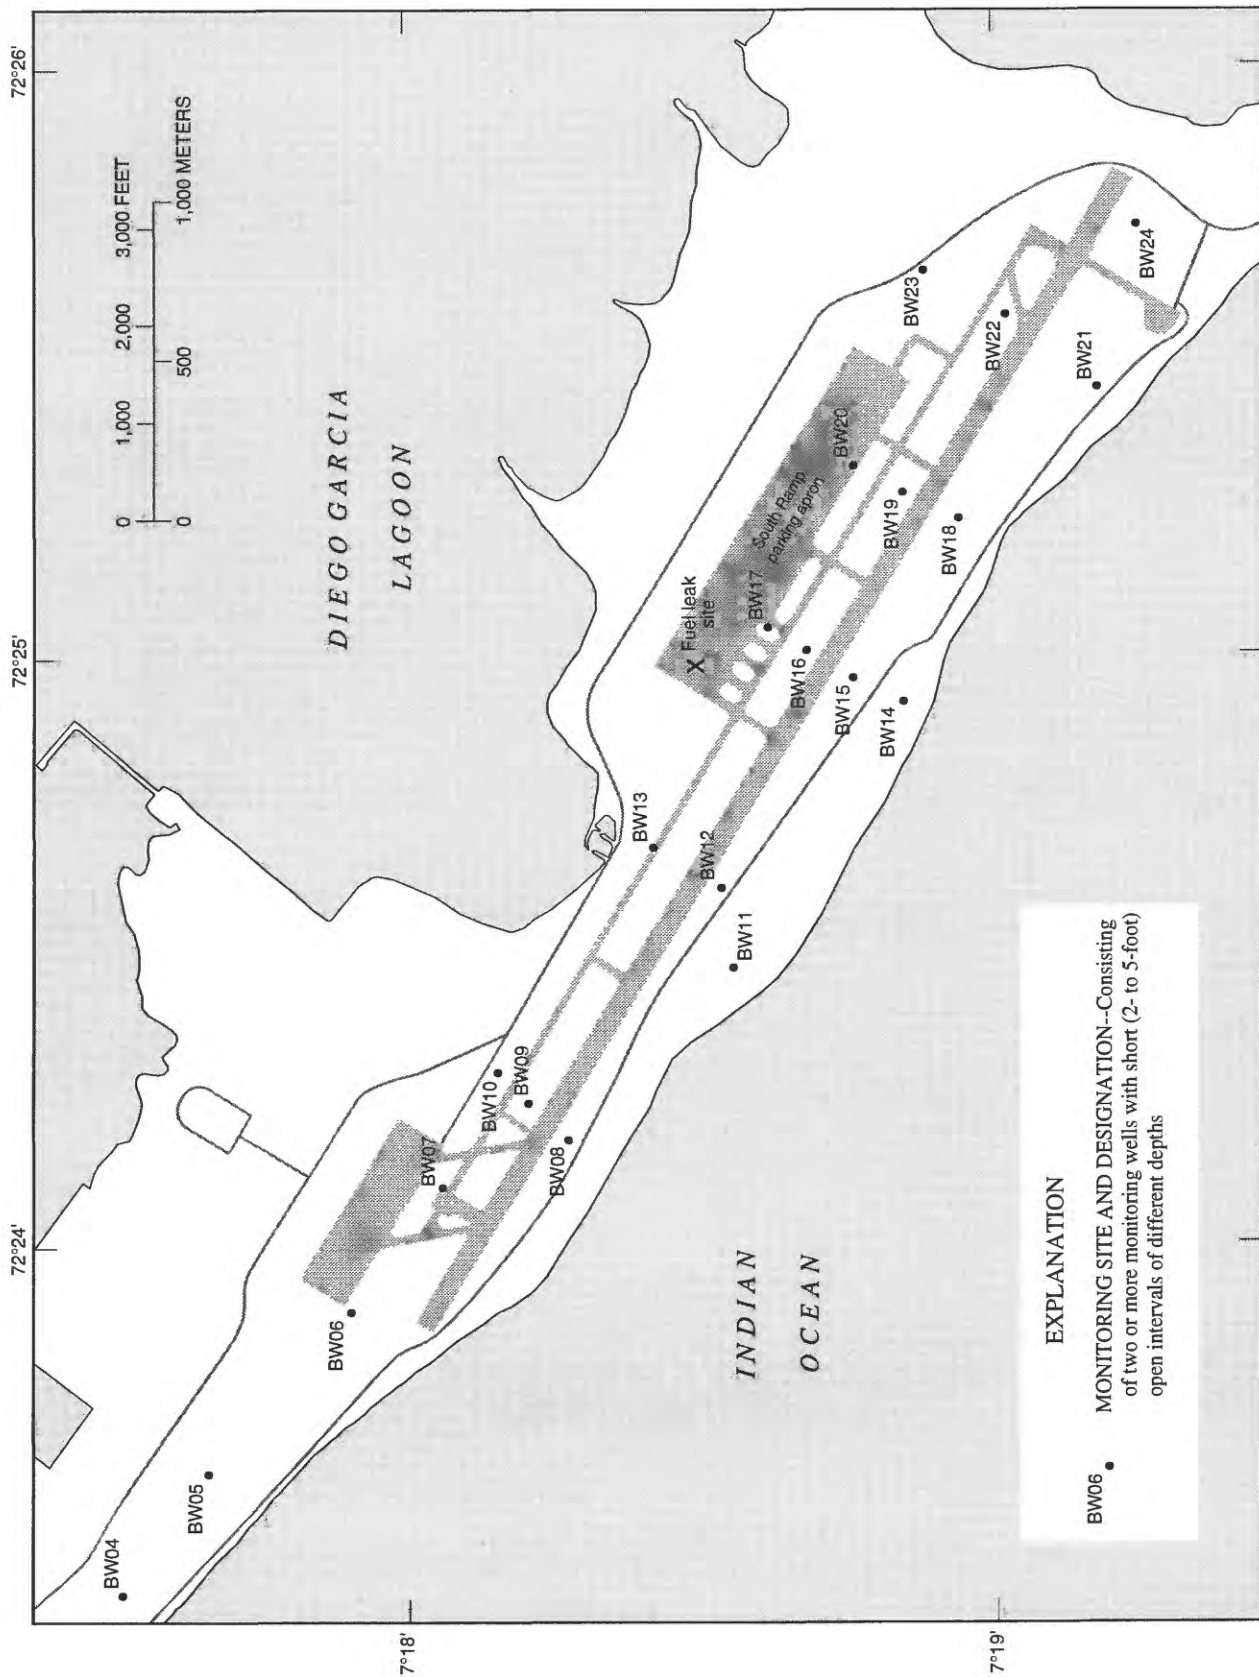 72°24'
72°25'
72°26'
7°18'
7°19'
0 1,000 2,000 3,000 FEET
0 500 1,000 METERS
DIEGO GARCIA
LAGOON
INDIAN
OCEAN
BW04
BW05
BW06
BW07
BW08
BW09
BW10
BW11
BW12
BW13
BW14
BW15
BW16
BW17
BW18
BW19
BW20
BW21
BW22
BW23
BW24
X Fuel leak
site
South Ramp
parking apron
EXPLANATION
BW06 MONITORING SITE AND DESIGNATION--Consisting
of two or more monitoring wells with short (2- to 5-foot)
open intervals of different depths